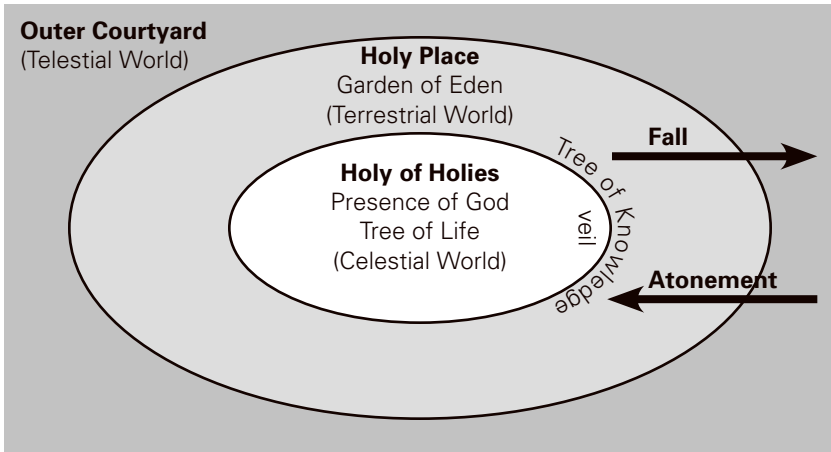 Outer Courtyard
(Telestial World)
Holy Place
Garden of Eden
(Terrestrial World)
Holy of Holies
Presence of God
Tree of Life
(Celestial World)
veil
Tree of Knowledge
Fall
Atonement